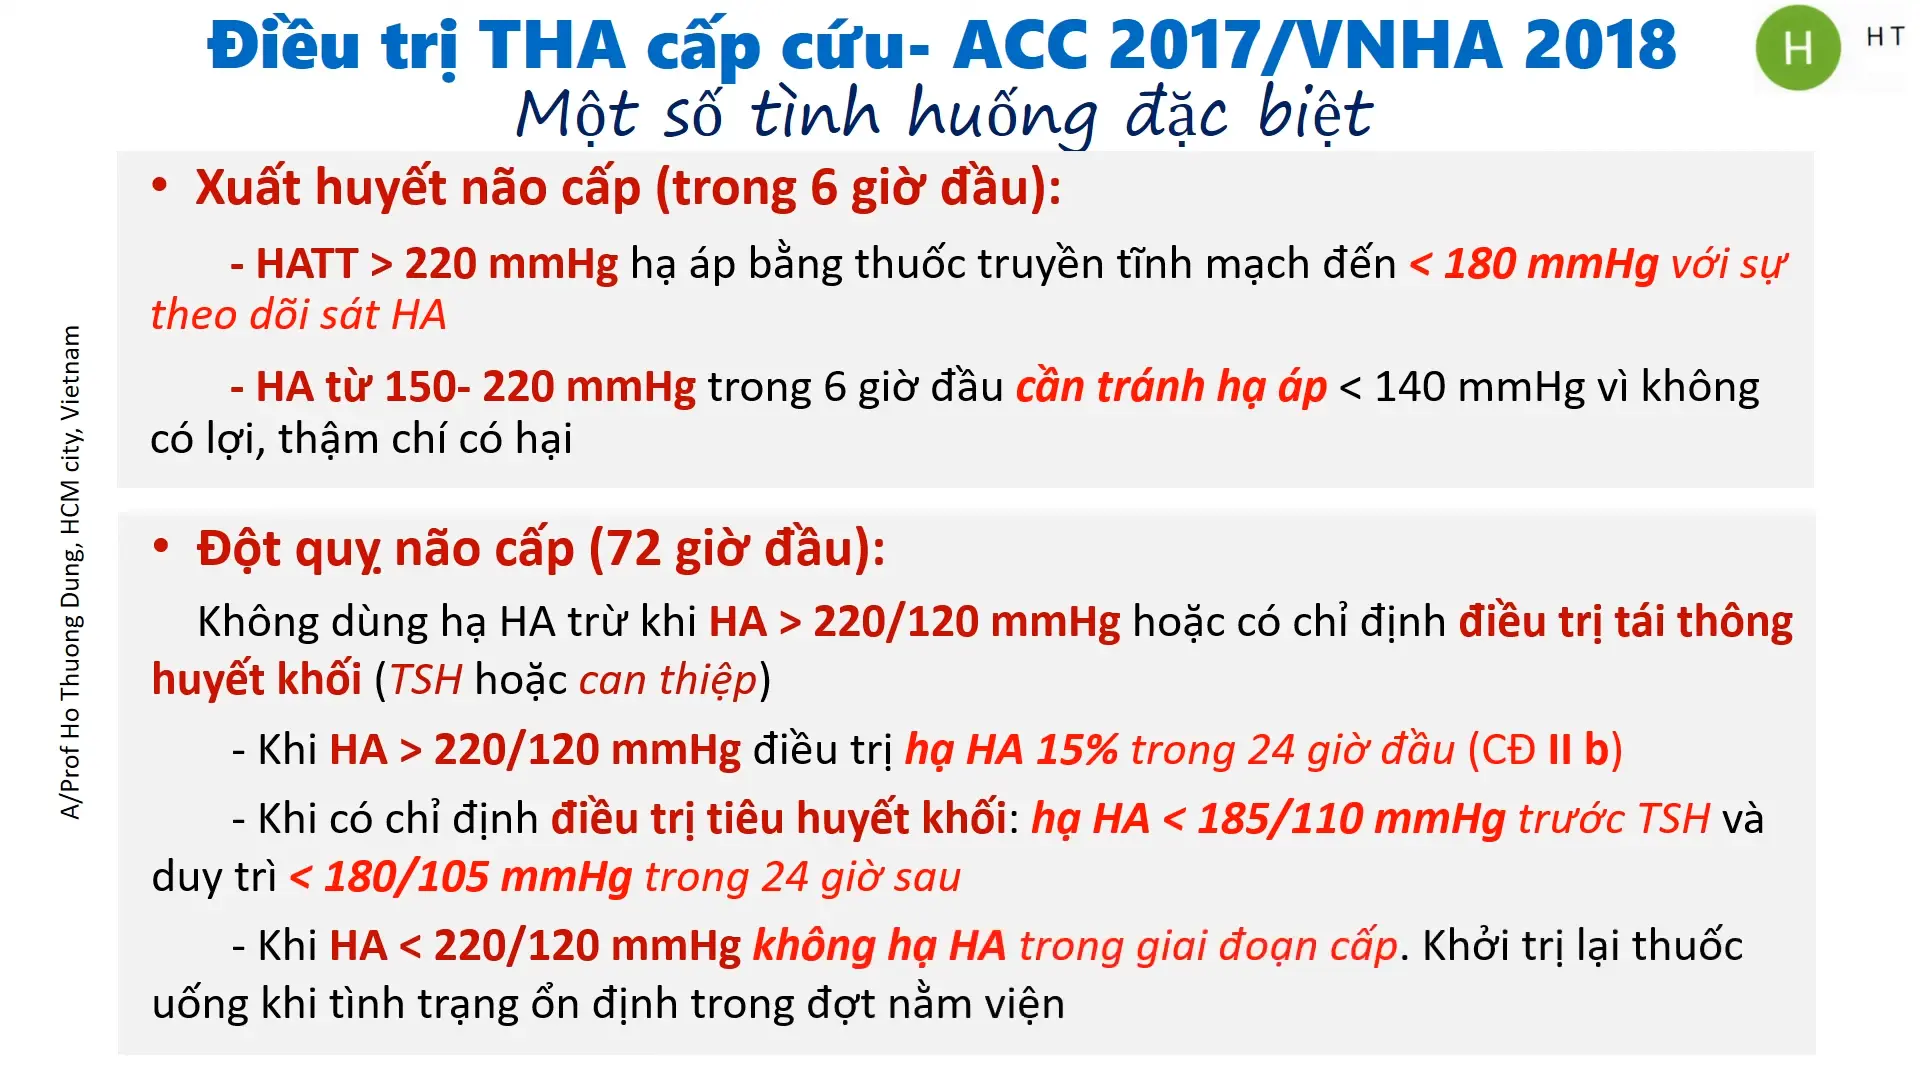 Điều trị THA cấp cứu- ACC 2017/VNHA 2018
Một số tình huống đặc biệt
H
H T
• Xuất huyết não cấp (trong 6 giờ đầu):
- HATT > 220 mmHg hạ áp bằng thuốc truyền tĩnh mạch đến < 180 mmHg với sự
theo dõi sát HA
- HA từ 150- 220 mmHg trong 6 giờ đầu cần tránh hạ áp < 140 mmHg vì không
có lợi, thậm chí có hại
• Đột quỵ não cấp (72 giờ đầu):
Không dùng hạ HA trừ khi HA > 220/120 mmHg hoặc có chỉ định điều trị tái thông
huyết khối (TSH hoặc can thiệp)
- Khi HA > 220/120 mmHg điều trị hạ HA 15% trong 24 giờ đầu (CĐ II b)
- Khi có chỉ định điều trị tiêu huyết khối: hạ HA < 185/110 mmHg trước TSH và
duy trì < 180/105 mmHg trong 24 giờ sau
- Khi HA < 220/120 mmHg không hạ HA trong giai đoạn cấp. Khởi trị lại thuốc
uống khi tình trạng ổn định trong đợt nằm viện
A/Prof Ho Thuong Dung, HCM city, Vietnam